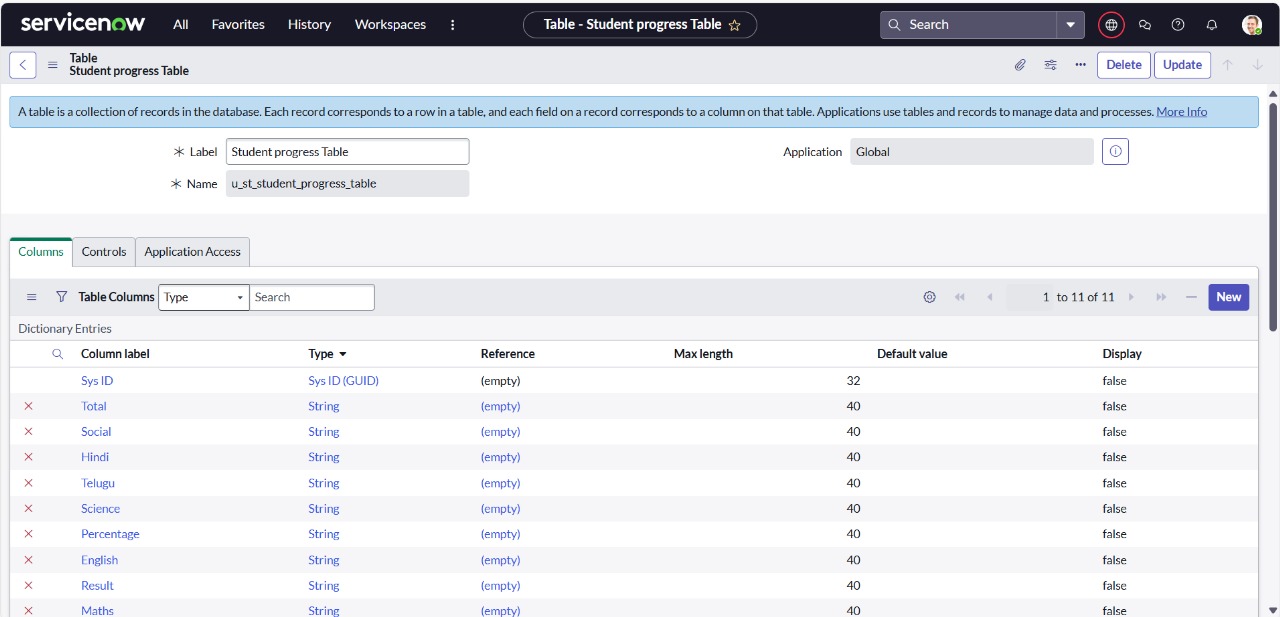 servicenow All Favorites History Workspaces Table - Student progress Table Search
Table
Student progress Table
Delete Update
A table is a collection of records in the database. Each record corresponds to a row in a table, and each field on a record corresponds to a column on that table. Applications use tables and records to manage data and processes. More Info
Label Student progress Table Application Global
Name u_st_student_progress_table
Columns Controls Application Access
Table Columns Type Search 1 to 11 of 11 New
Dictionary Entries
Column label Type Reference Max length Default value Display
Sys ID Sys ID (GUID) (empty) 32 false
Total String (empty) 40 false
Social String (empty) 40 false
Hindi String (empty) 40 false
Telugu String (empty) 40 false
Science String (empty) 40 false
Percentage String (empty) 40 false
English String (empty) 40 false
Result String (empty) 40 false
Maths String (empty) 40 false